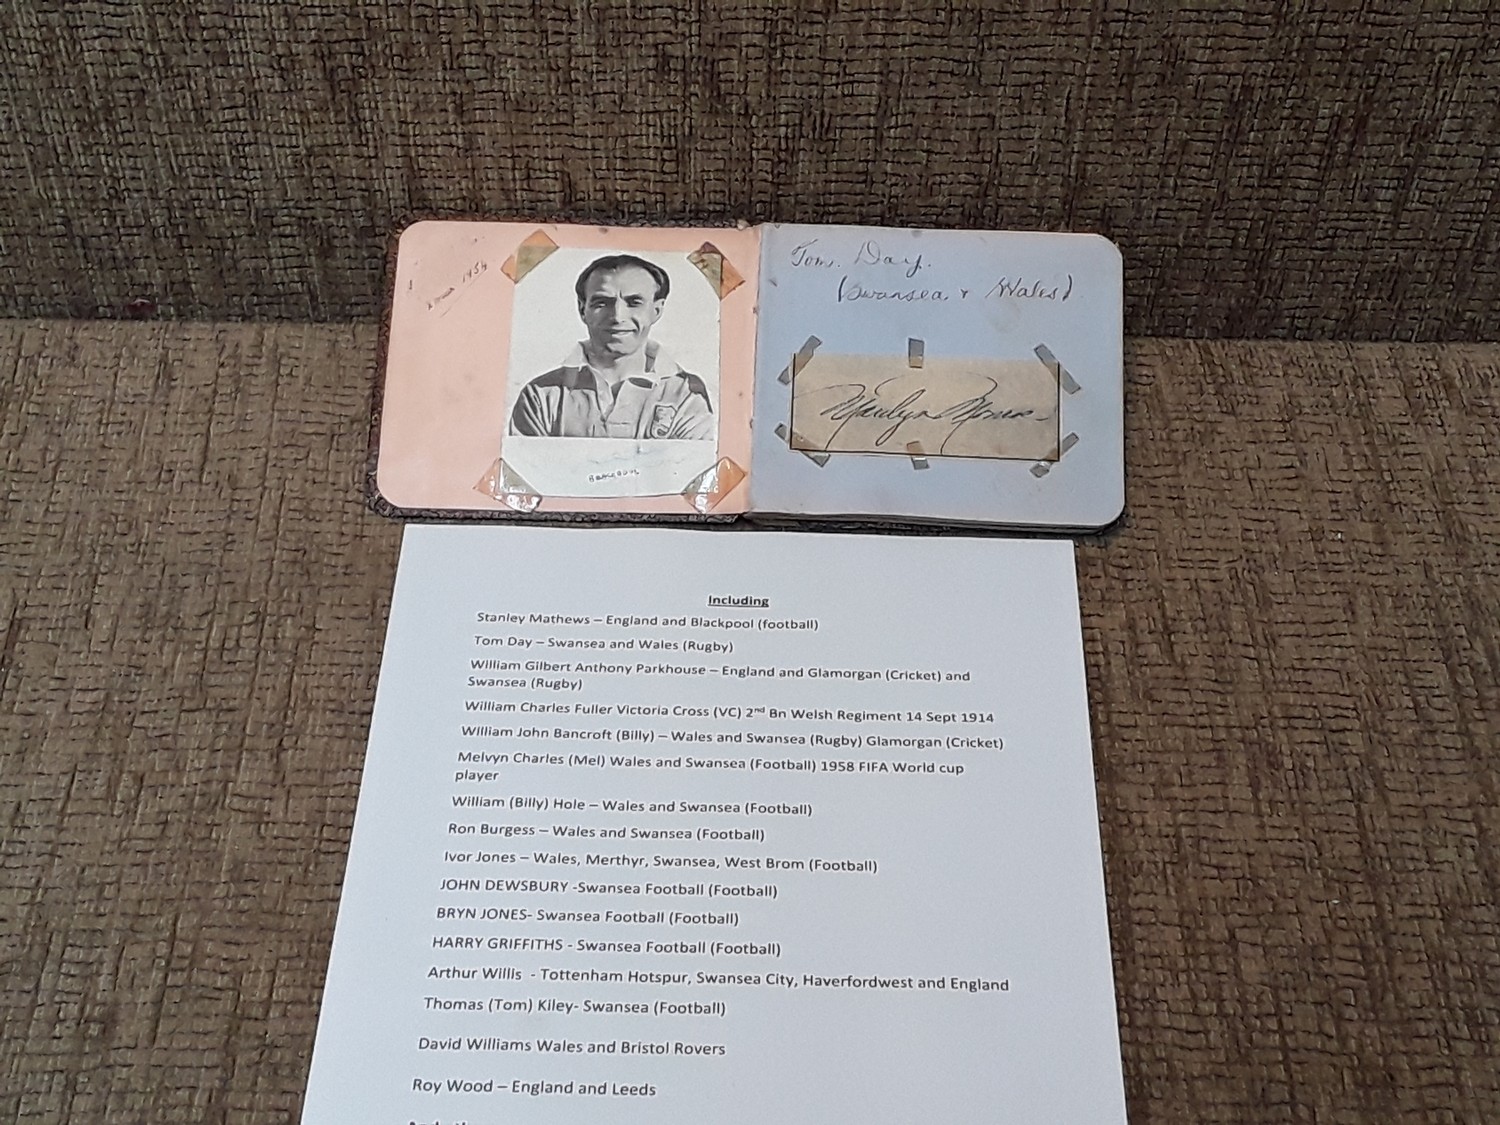 1954
BLACKPOOL
Tom. Day.
(Swansea & Wales)
Marilyn Monroe
Including
Stanley Mathews – England and Blackpool (football)
Tom Day – Swansea and Wales (Rugby)
William Gilbert Anthony Parkhouse – England and Glamorgan (Cricket) and
Swansea (Rugby)
William Charles Fuller Victoria Cross (VC) 2nd Bn Welsh Regiment 14 Sept 1914
William John Bancroft (Billy) – Wales and Swansea (Rugby) Glamorgan (Cricket)
Melvyn Charles (Mel) Wales and Swansea (Football) 1958 FIFA World cup
player
William (Billy) Hole – Wales and Swansea (Football)
Ron Burgess – Wales and Swansea (Football)
Ivor Jones – Wales, Merthyr, Swansea, West Brom (Football)
JOHN DEWSBURY -Swansea Football (Football)
BRYN JONES- Swansea Football (Football)
HARRY GRIFFITHS - Swansea Football (Football)
Arthur Willis - Tottenham Hotspur, Swansea City, Haverfordwest and England
Thomas (Tom) Kiley- Swansea (Football)
David Williams Wales and Bristol Rovers
Roy Wood – England and Leeds